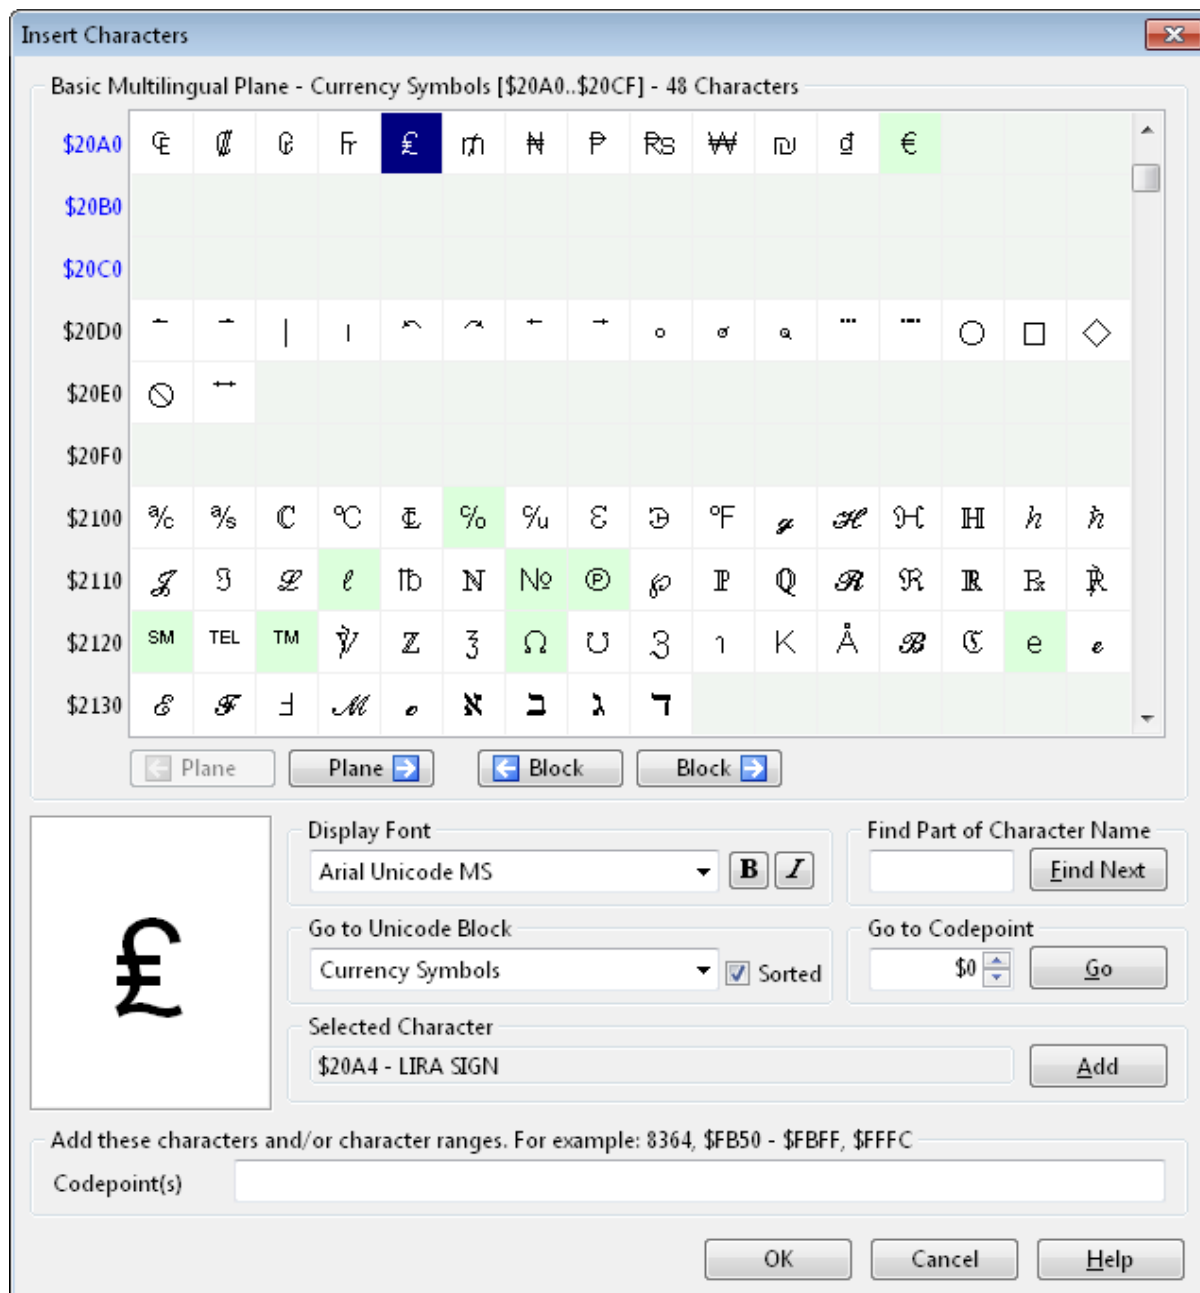 Insert Characters
Basic Multilingual Plane - Currency Symbols [$20A0..$20CF] - 48 Characters
$20A0 ₠ ₡ ₢ ₣ ₤ ₥ ₦ ₧ ₨ ₩ ₪ ₫ €
$20B0
$20C0
$20D0
$20E0
$20F0
$2100 ℀ ℁ ℂ ℃ ℄ ℅ ℆ ℇ ℈ ℉ ℊ ℋ ℌ ℍ ℎ ℏ
$2110 ℐ ℑ ℒ ℓ ℔ ℕ № ℗ ℘ ℙ ℚ ℛ ℜ ℝ ℞ ℟
$2120 ℠ ℡ ™ ℣ ℤ ℥ Ω ℧ ℨ ℩ K Å ℬ ℭ ℮ ℯ
$2130 ℰ ℱ Ⅎ ℳ ℴ ℵ ℶ ℷ ℸ
Plane Plane Block Block
Display Font Find Part of Character Name
Arial Unicode MS B I Find Next
Go to Unicode Block Go to Codepoint
Currency Symbols Sorted $0 Go
₤
Selected Character
$20A4 - LIRA SIGN Add
Add these characters and/or character ranges. For example: 8364, $FB50 - $FBFF, $FFFC
Codepoint(s)
OK Cancel Help